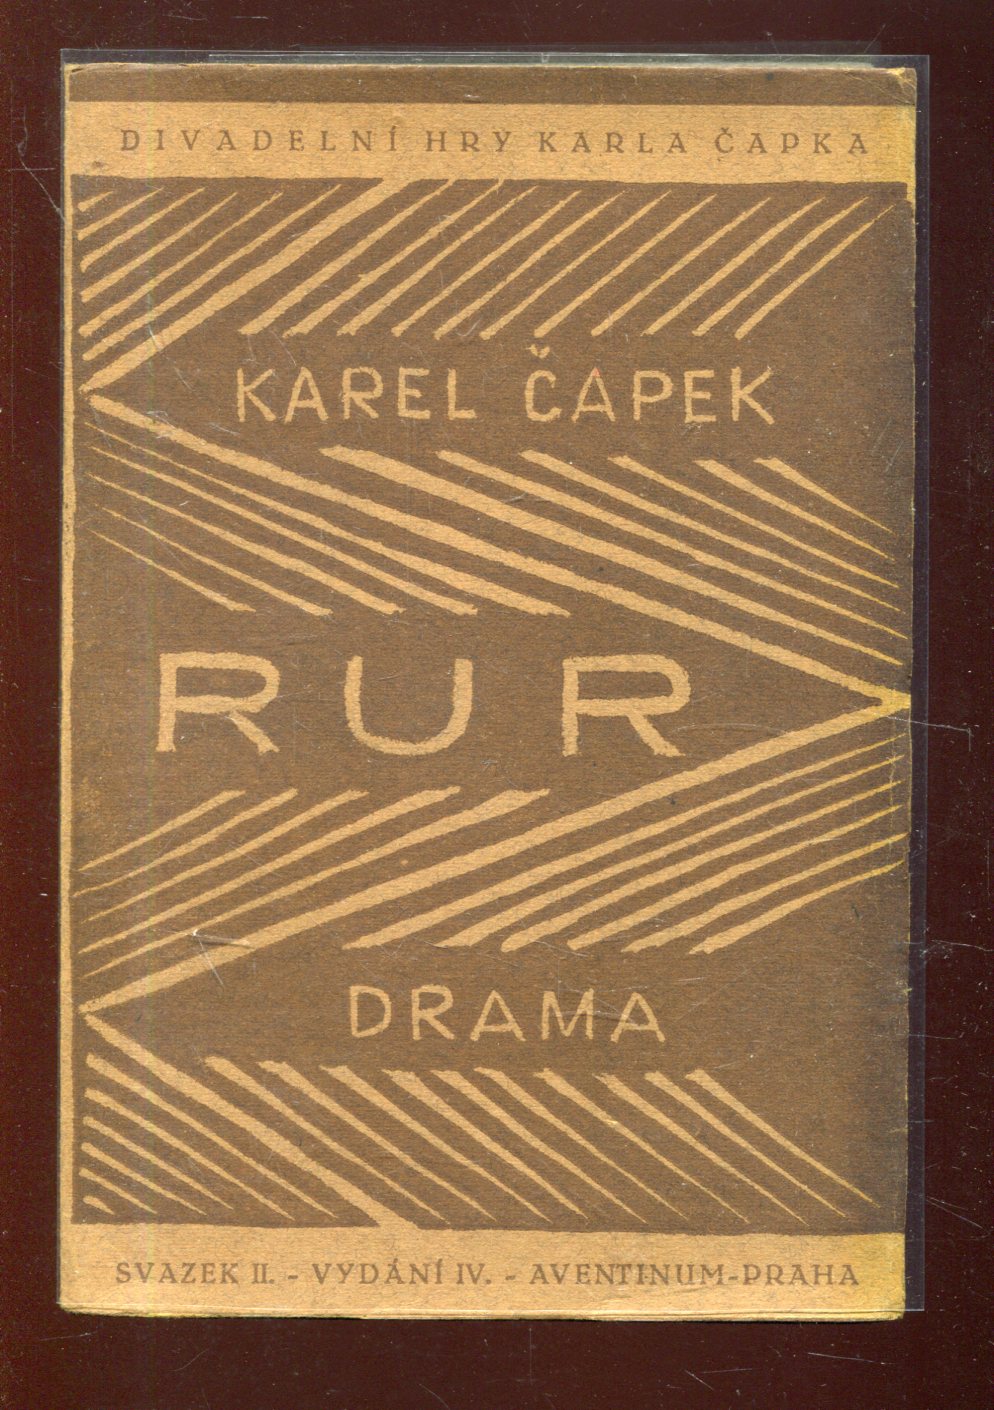 DIVADELNÍ HRY KARLA ČAPKA
KAREL ČAPEK
RUR
DRAMA
SVAZEK II. - VYDÁNÍ IV. - AVENTINUM-PRAHA